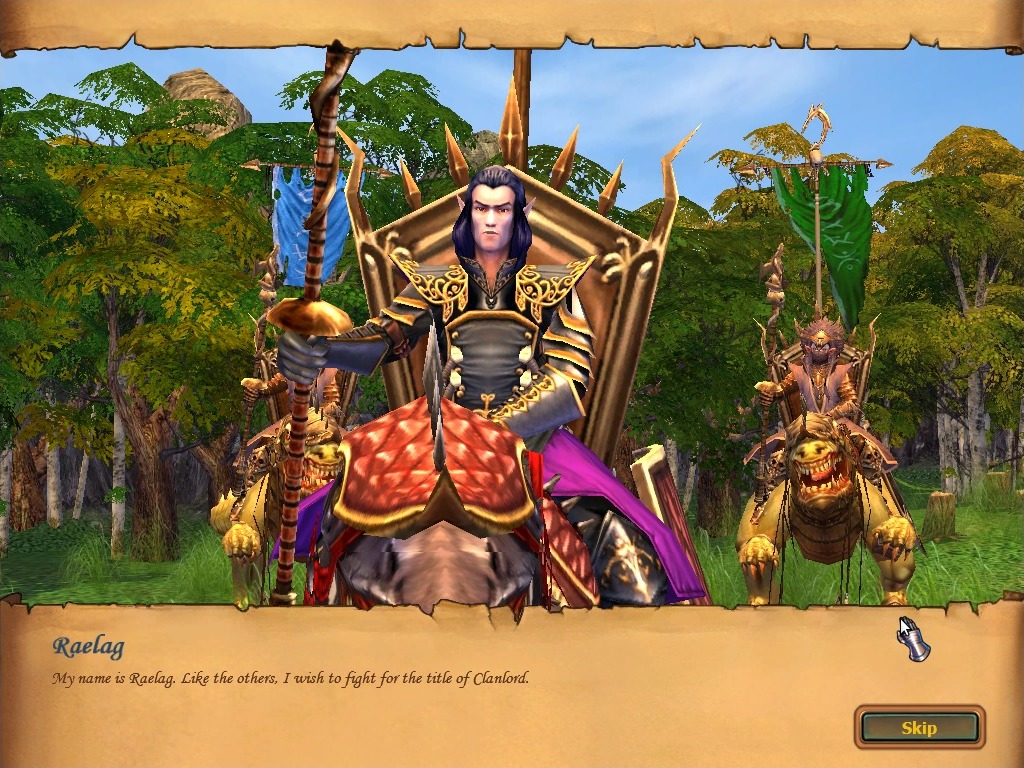 Raelag
My name is Raelag. Like the others, I wish to fight for the title of Clanlord.
Skip